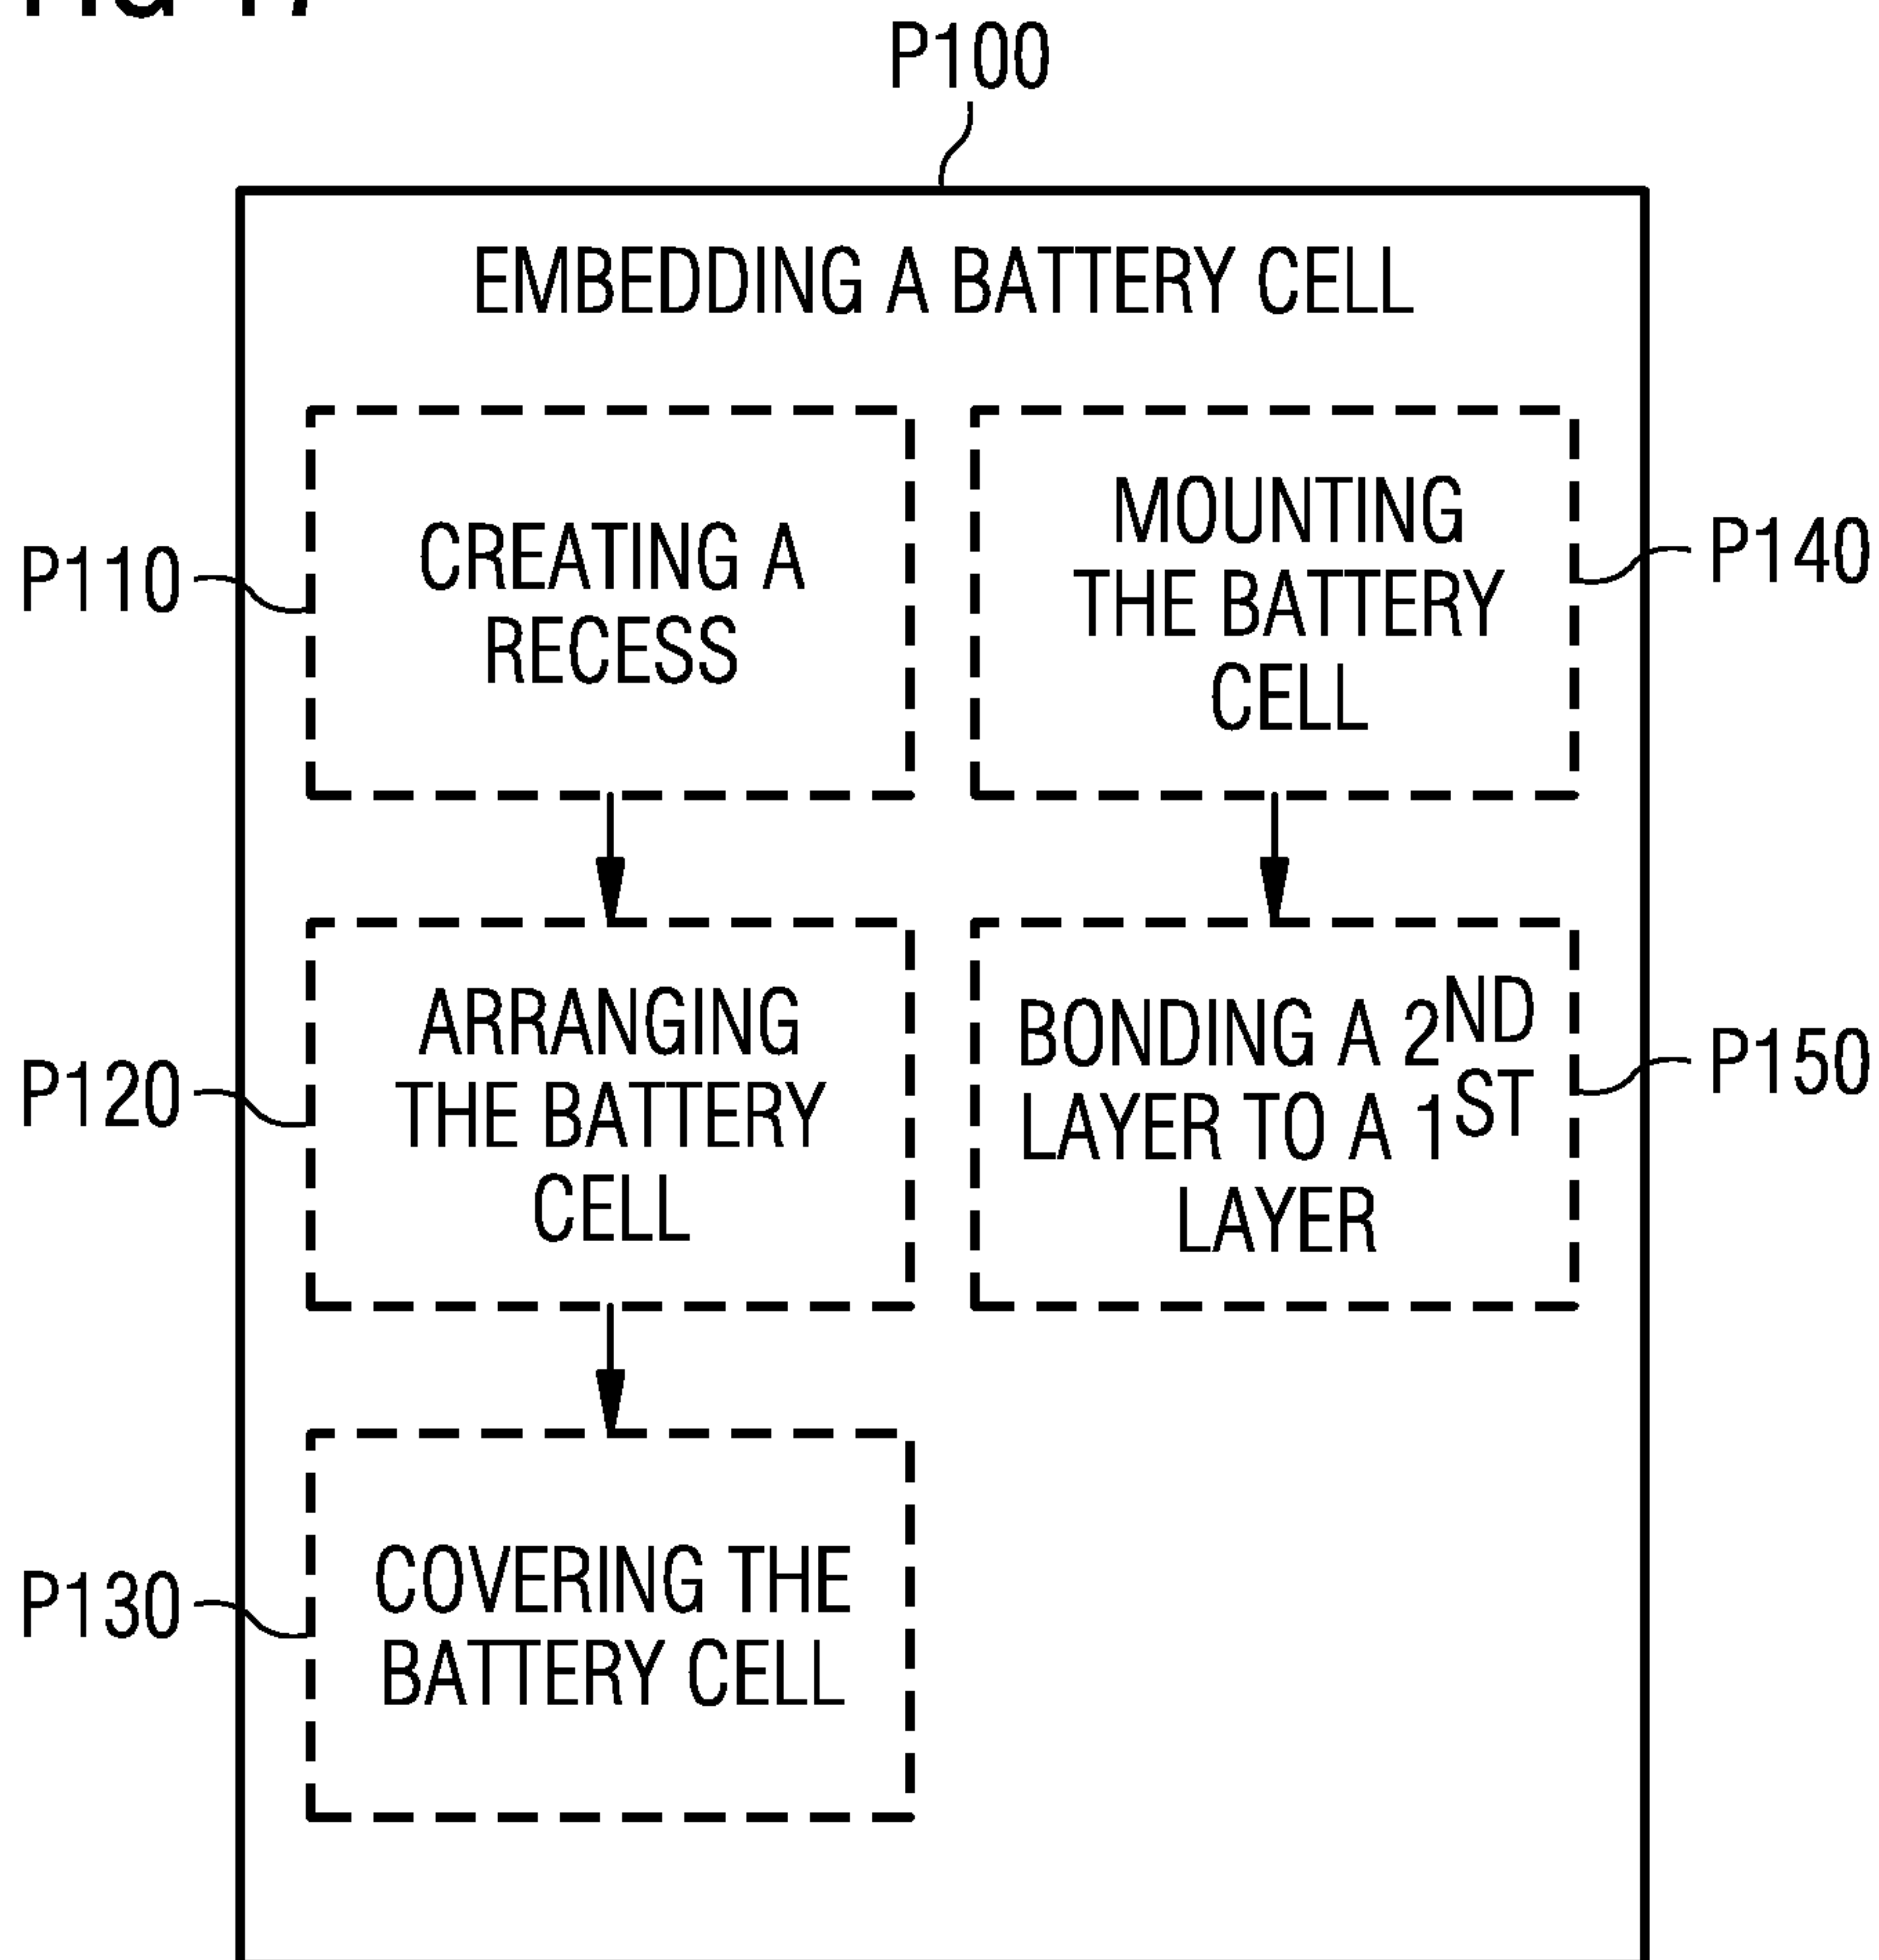 P100
EMBEDDING A BATTERY CELL
P110
CREATING A
RECESS
MOUNTING
THE BATTERY
CELL
P140
P120
ARRANGING
THE BATTERY
CELL
BONDING A 2ND
LAYER TO A 1ST
LAYER
P150
P130
COVERING THE
BATTERY CELL